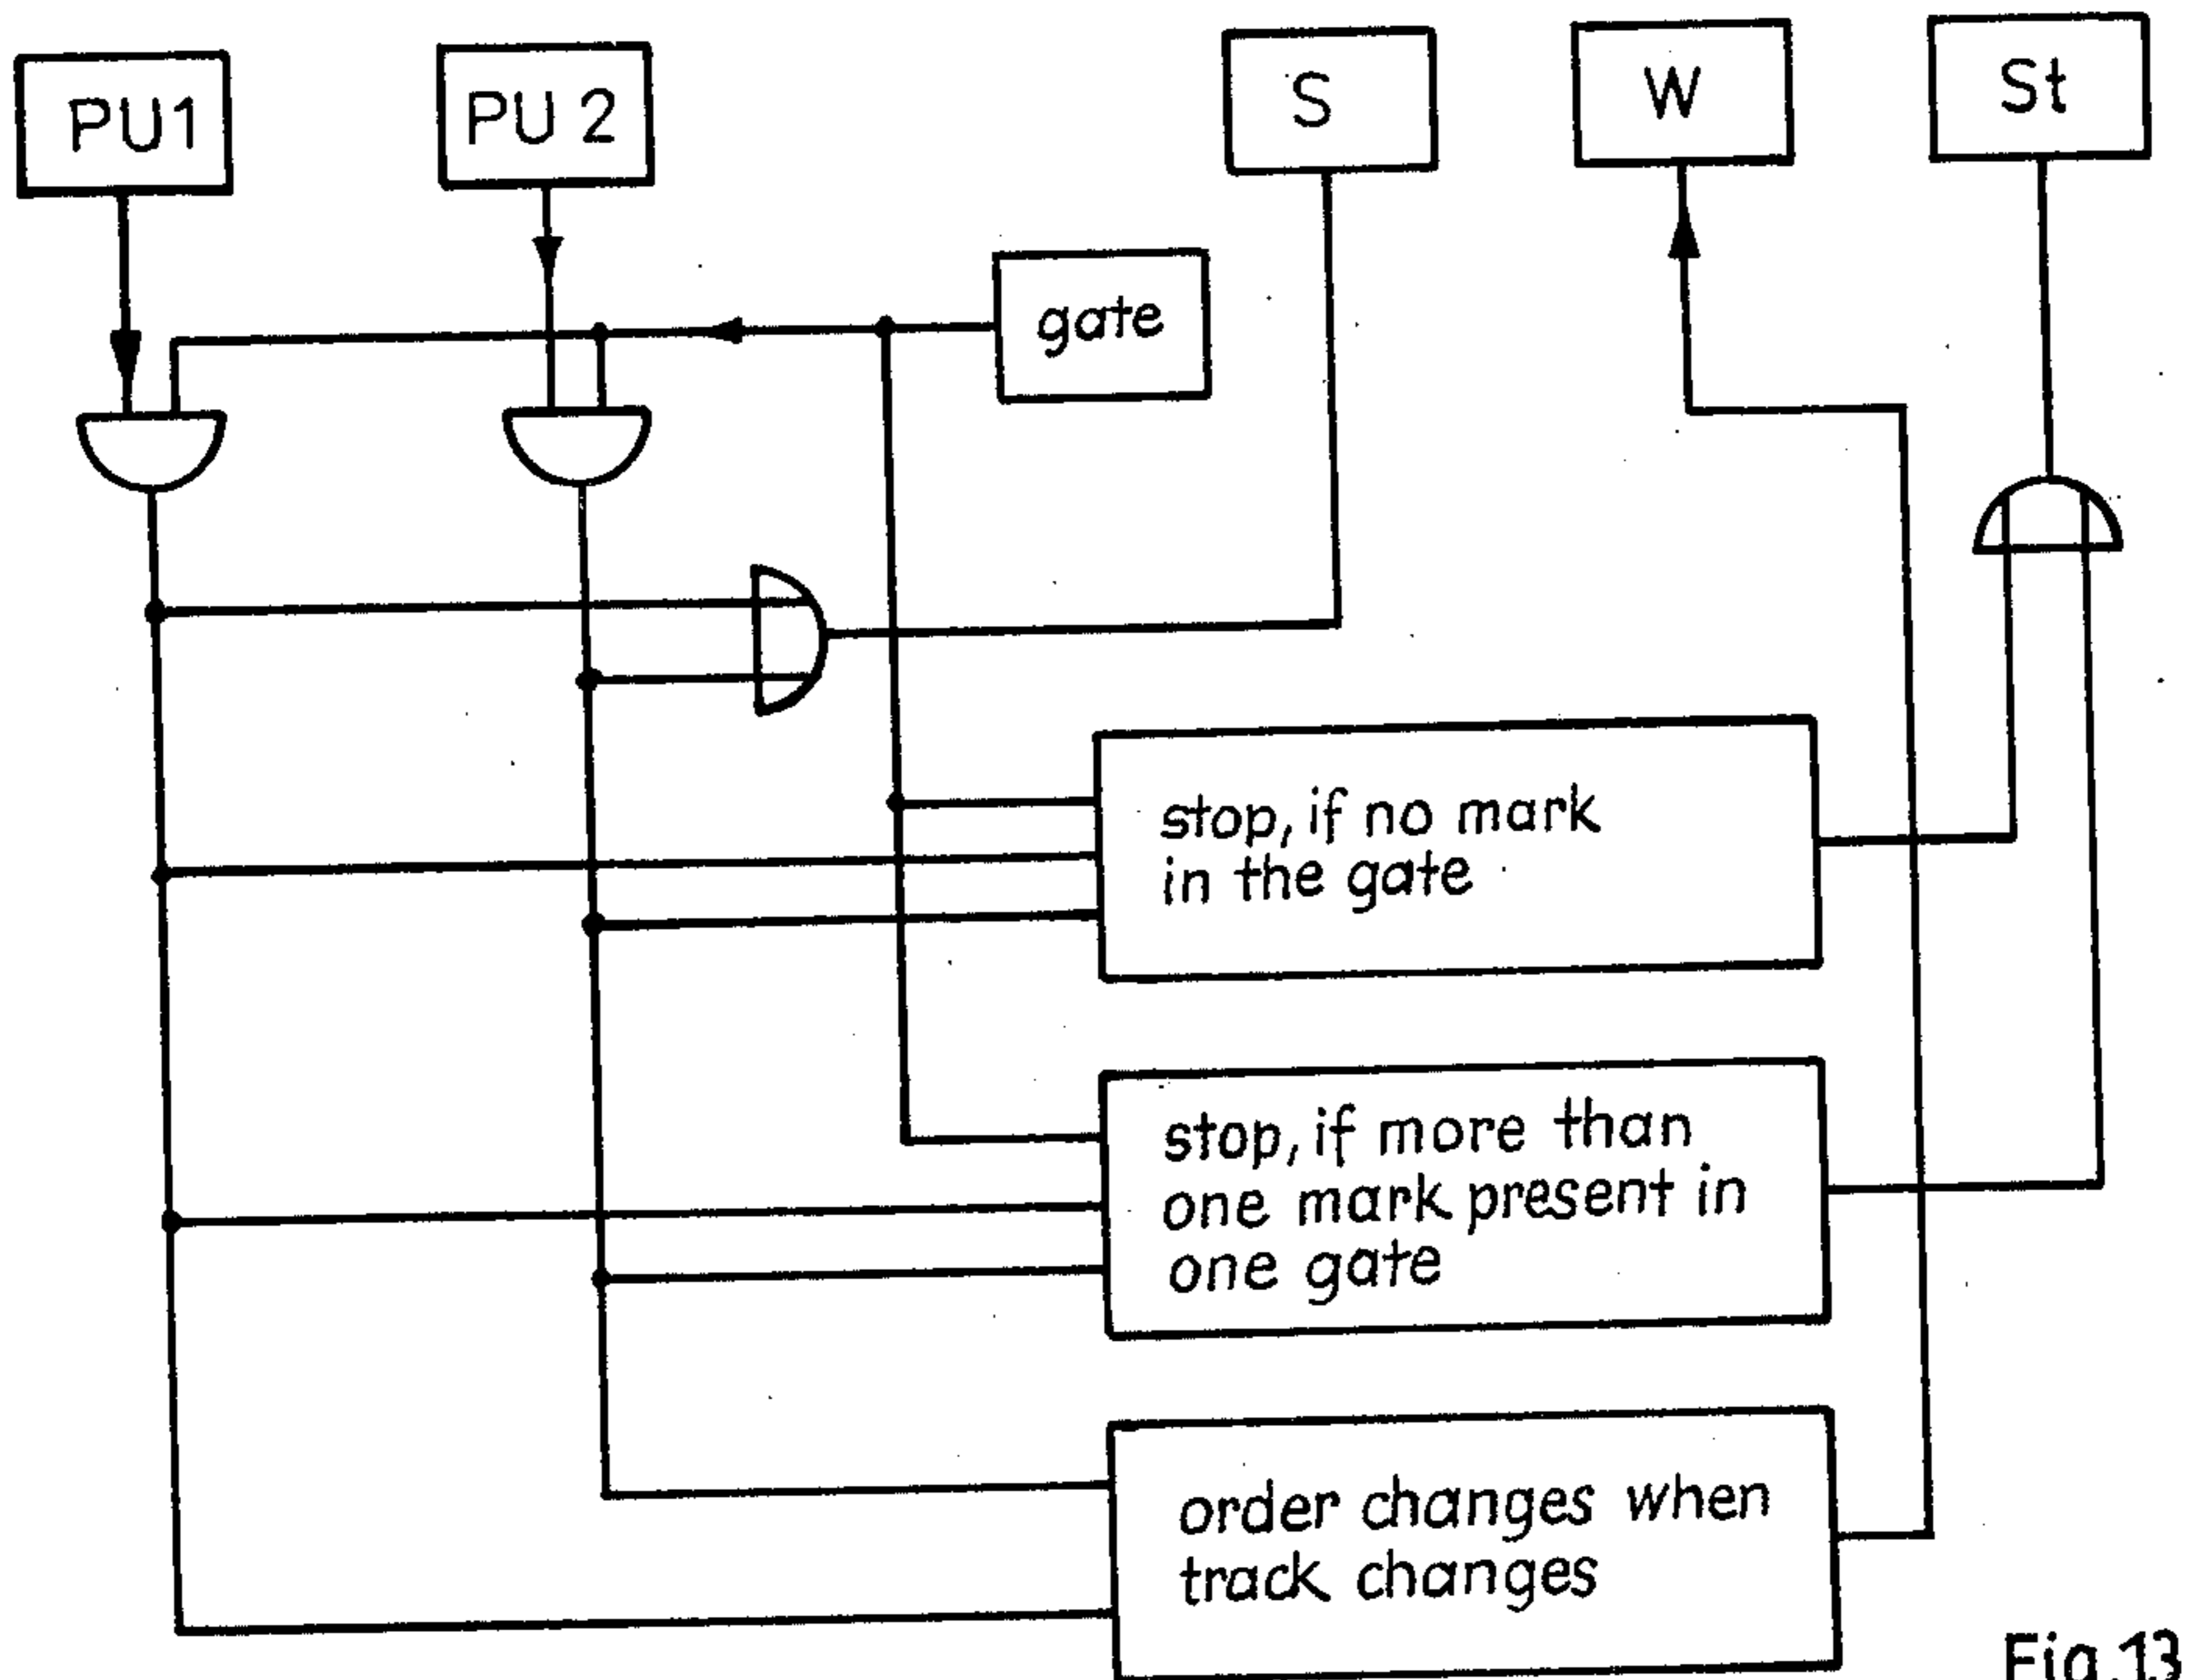 PU1
PU 2
S
W
St
gate
stop, if no mark
in the gate
stop, if more than
one mark present in
one gate
order changes when
track changes
Fig.13